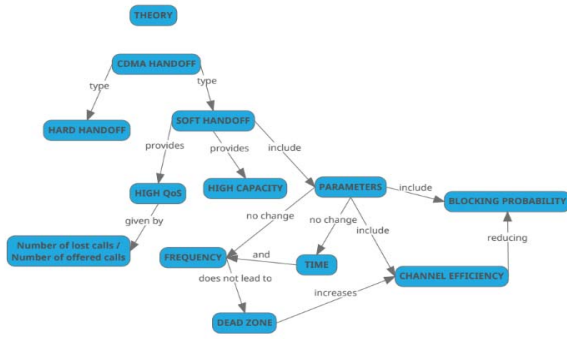 THEORY
CDMA HANDOFF
type
type
HARD HANDOFF
SOFT HANDOFF
provides
provides
include
HIGH QoS
HIGH CAPACITY
PARAMETERS
include
BLOCKING PROBABILITY
given by
no change
no change
include
reducing
Number of lost calls /
Number of offered calls
FREQUENCY
and
TIME
does not lead to
CHANNEL EFFICIENCY
increases
DEAD ZONE